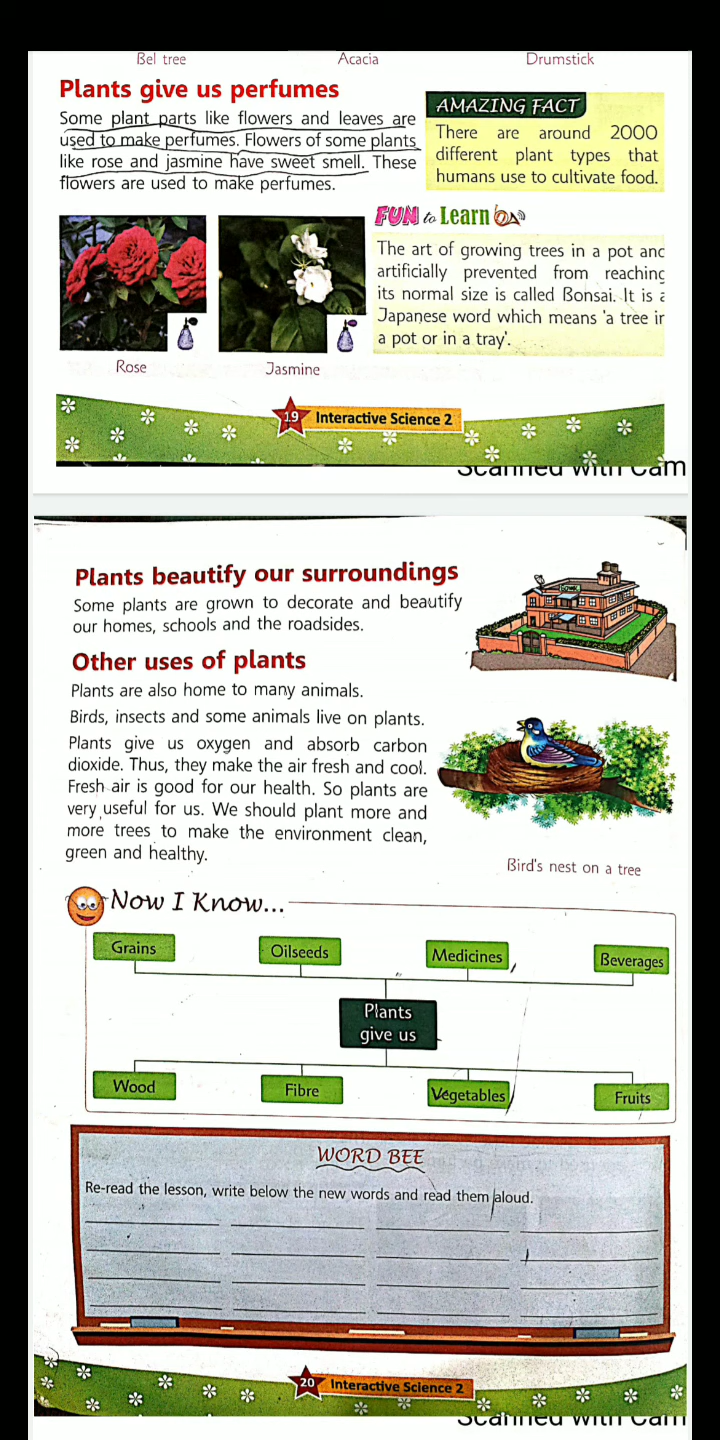 Bel tree
Acacia
Drumstick
Plants give us perfumes
Some plant parts like flowers and leaves are
used to make perfumes. Flowers of some plants
like rose and jasmine have sweet smell. These
flowers are used to make perfumes.
AMAZING FACT
There are around 2000
different plant types that
humans use to cultivate food.
FUN to Learn
The art of growing trees in a pot and
artificially prevented from reaching
its normal size is called Bonsai. It is a
Japanese word which means 'a tree in
a pot or in a tray'.
Rose
Jasmine
19 Interactive Science 2
Scanned with Cam
Plants beautify our surroundings
Some plants are grown to decorate and beautify
our homes, schools and the roadsides.
Other uses of plants
Plants are also home to many animals.
Birds, insects and some animals live on plants.
Plants give us oxygen and absorb carbon
dioxide. Thus, they make the air fresh and cool.
Fresh air is good for our health. So plants are
very useful for us. We should plant more and
more trees to make the environment clean,
green and healthy.
Bird's nest on a tree
Now I Know...
Grains
Oilseeds
Medicines
Beverages
Plants
give us
Wood
Fibre
Vegetables
Fruits
WORD BEE
Re-read the lesson, write below the new words and read them aloud.
20 Interactive Science 2
Scanned with Cam